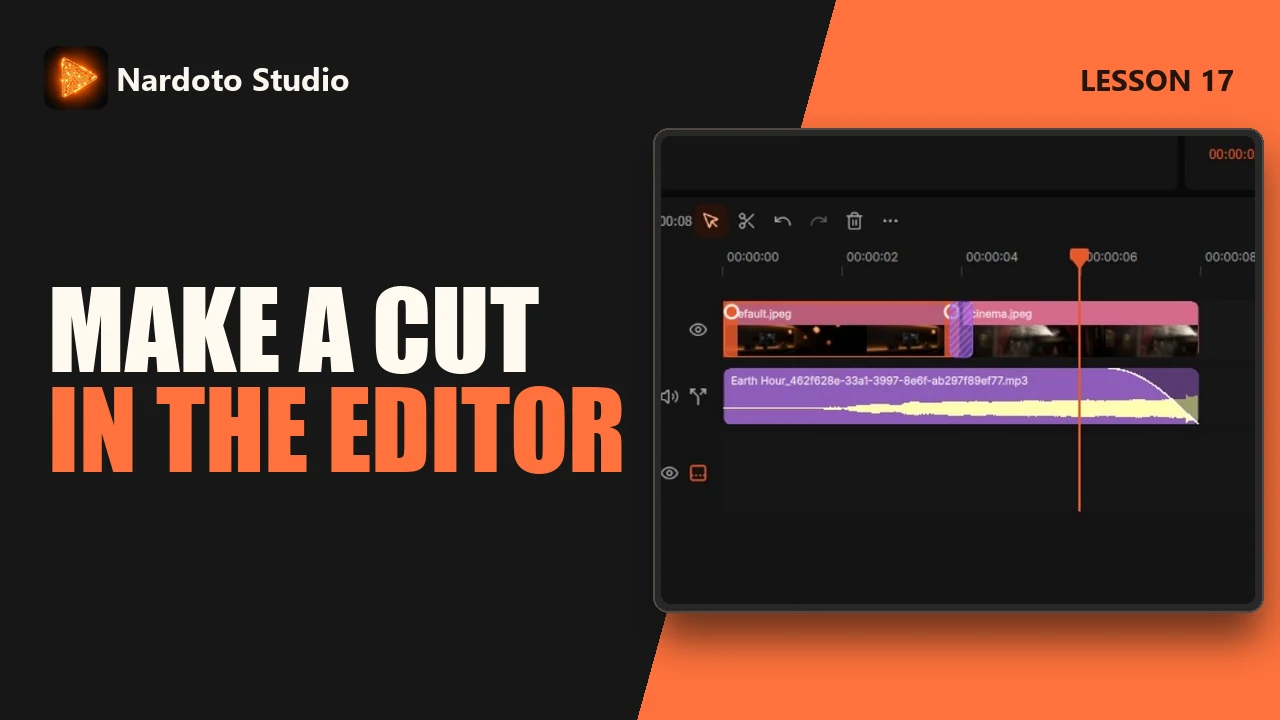 Nardoto Studio
LESSON 17
MAKE A CUT
IN THE EDITOR
00:00:0
00:08
00:00:00 00:00:02 00:00:04 00:00:06 00:00:08
efault.jpeg cinema.jpeg
Earth Hour_462f628e-33a1-3997-8e6f-ab297f89ef77.mp3